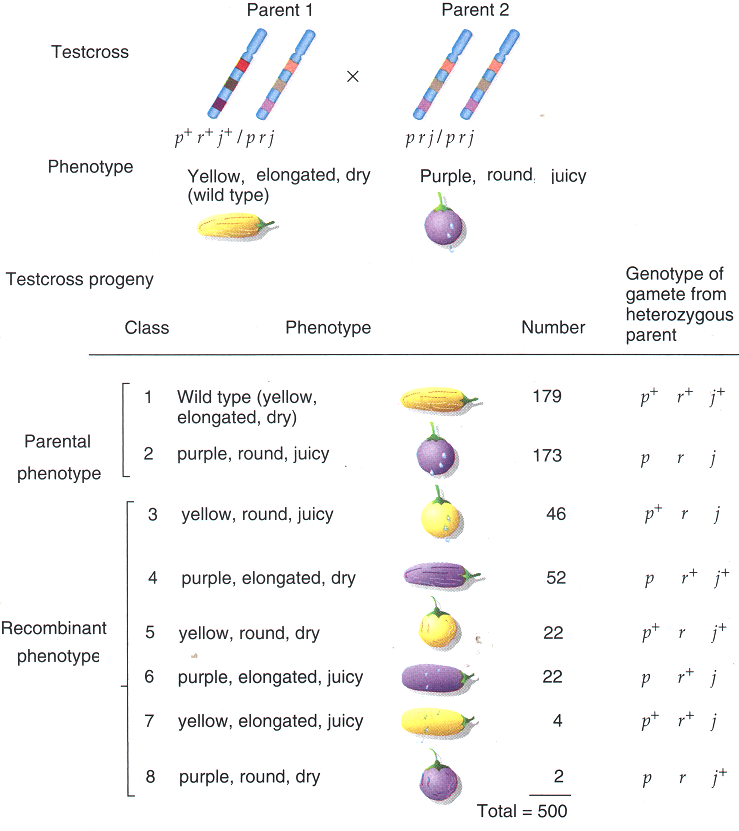 Parent 1 Parent 2
Testcross
×
p+ r+ j+ / p r j p r j / p r j
Phenotype
Yellow, elongated, dry Purple, round, juicy
(wild type)
Testcross progeny
Genotype of
gamete from
heterozygous
parent
Class Phenotype Number
1 Wild type (yellow, 179 p+ r+ j+
elongated, dry)
Parental
phenotype
2 purple, round, juicy 173 p r j
3 yellow, round, juicy 46 p+ r j
4 purple, elongated, dry 52 p r+ j+
Recombinant
phenotype
5 yellow, round, dry 22 p+ r j+
6 purple, elongated, juicy 22 p r+ j
7 yellow, elongated, juicy 4 p+ r+ j
8 purple, round, dry 2 p r j+
Total = 500